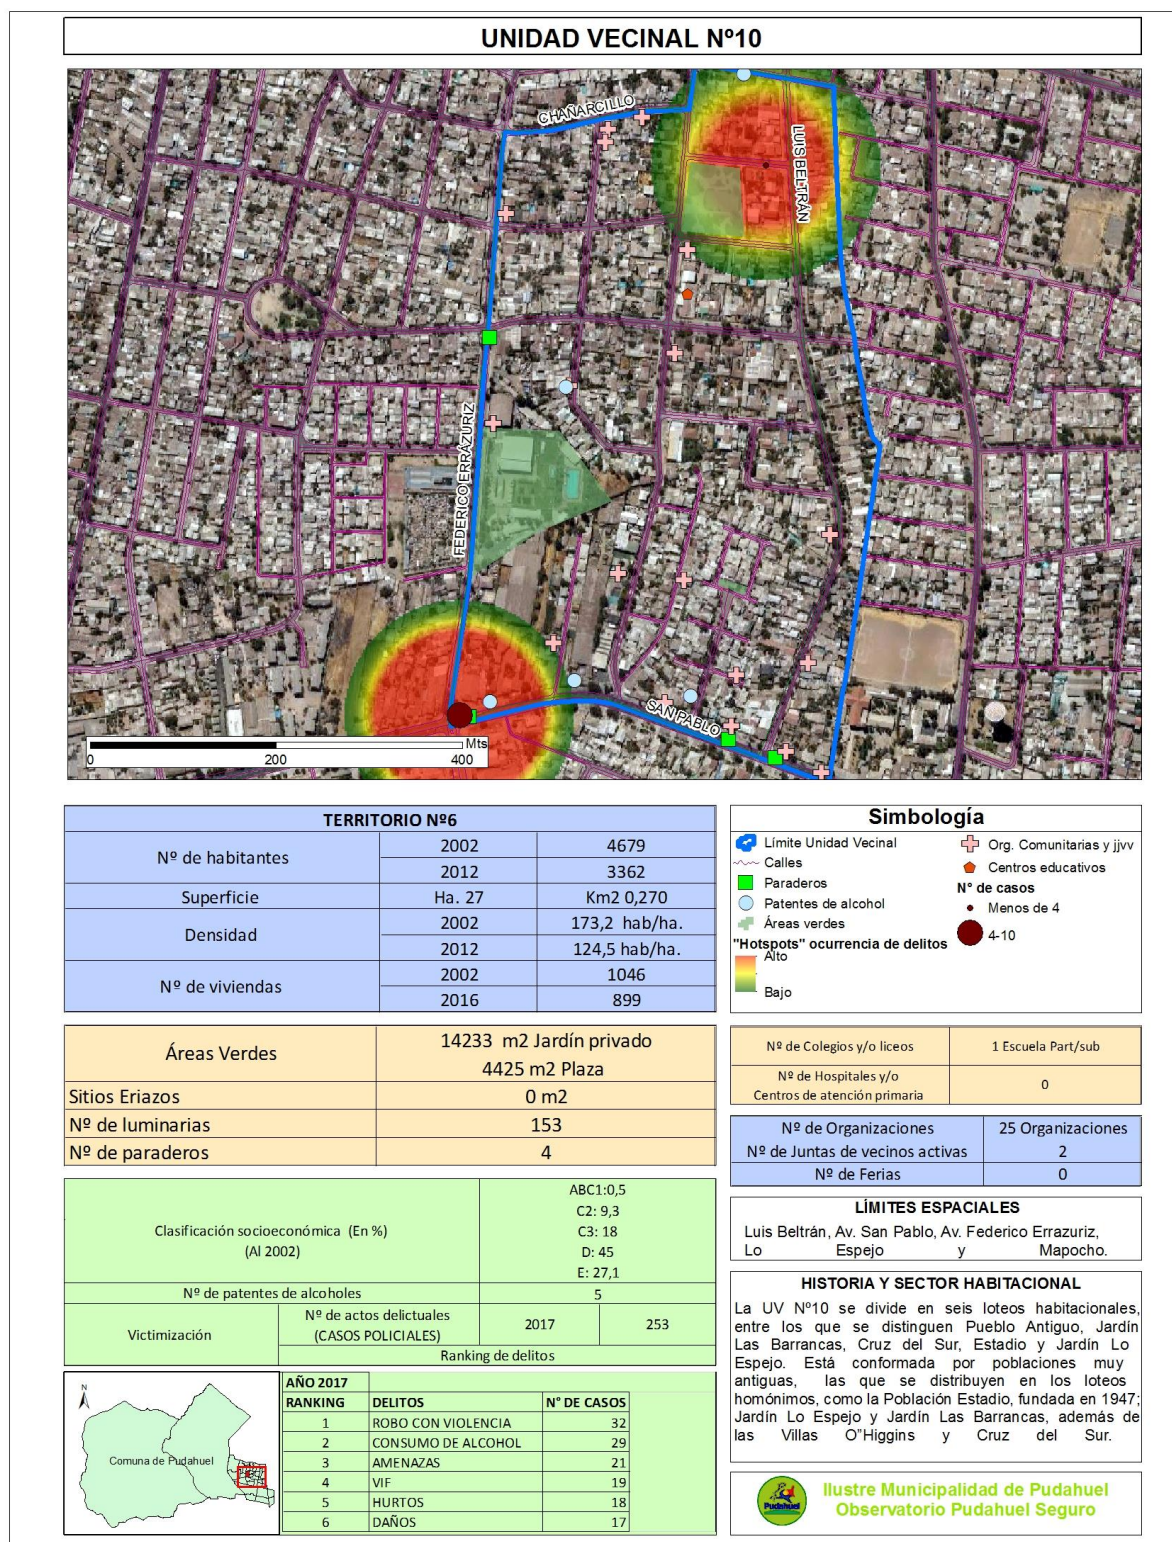 UNIDAD VECINAL Nº10
CHAÑARCILLO
LUIS BELTRÁN
FEDERICO ERRÁZURIZ
SAN PABLO
Mts
0 200 400
TERRITORIO Nº6
Nº de habitantes 2002 4679
2012 3362
Superficie Ha. 27 Km2 0,270
Densidad 2002 173,2 hab/ha.
2012 124,5 hab/ha.
Nº de viviendas 2002 1046
2016 899
Simbología
Límite Unidad Vecinal
Calles
Paraderos
Patentes de alcohol
Áreas verdes
"Hotspots" ocurrencia de delitos
Alto
Bajo
Org. Comunitarias y jjvv
Centros educativos
N° de casos
Menos de 4
4-10
Áreas Verdes 14233 m2 Jardín privado
4425 m2 Plaza
Sitios Eriazos 0 m2
Nº de luminarias 153
Nº de paraderos 4
Nº de Colegios y/o liceos 1 Escuela Part/sub
Nº de Hospitales y/o
Centros de atención primaria 0
Nº de Organizaciones 25 Organizaciones
Nº de Juntas de vecinos activas 2
Nº de Ferias 0
Clasificación socioeconómica (En %)
(Al 2002)
ABC1:0,5
C2: 9,3
C3: 18
D: 45
E: 27,1
Nº de patentes de alcoholes 5
Victimización
Nº de actos delictuales
(CASOS POLICIALES) 2017 253
Ranking de delitos
LÍMITES ESPACIALES
Luis Beltrán, Av. San Pablo, Av. Federico Errazuriz,
Lo Espejo y Mapocho.
HISTORIA Y SECTOR HABITACIONAL
La UV Nº10 se divide en seis loteos habitacionales,
entre los que se distinguen Pueblo Antiguo, Jardín
Las Barrancas, Cruz del Sur, Estadio y Jardín Lo
Espejo. Está conformada por poblaciones muy
antiguas, las que se distribuyen en los loteos
homónimos, como la Población Estadio, fundada en 1947;
Jardín Lo Espejo y Jardín Las Barrancas, además de
las Villas O"Higgins y Cruz del Sur.
N
Comuna de Pudahuel
AÑO 2017
RANKING DELITOS N° DE CASOS
1 ROBO CON VIOLENCIA 32
2 CONSUMO DE ALCOHOL 29
3 AMENAZAS 21
4 VIF 19
5 HURTOS 18
6 DAÑOS 17
Pudahuel
Ilustre Municipalidad de Pudahuel
Observatorio Pudahuel Seguro